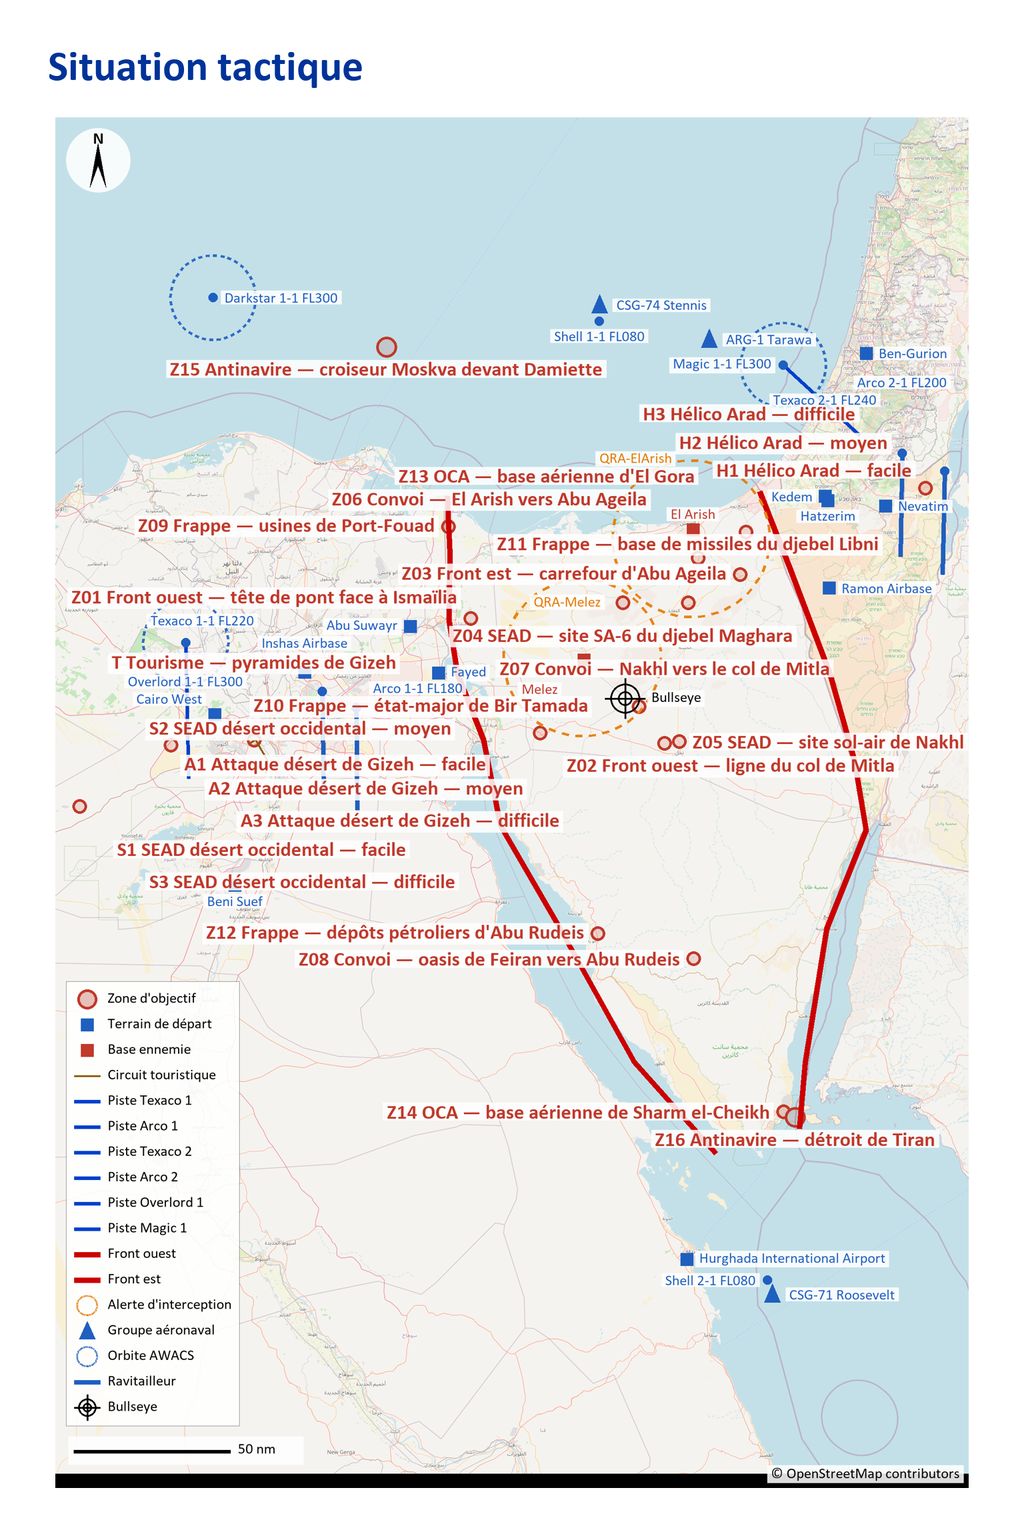 Situation tactique
N
Darkstar 1-1 FL300
CSG-74 Stennis
Shell 1-1 FL080
ARG-1 Tarawa
Z15 Antinavire — croiseur Moskva devant Damiette
Magic 1-1 FL300
Ben-Gurion
Arco 2-1 FL200
Texaco 2-1 FL240
H3 Hélico Arad — difficile
H2 Hélico Arad — moyen
QRA-ElArish
H1 Hélico Arad — facile
Z13 OCA — base aérienne d'El Gora
Z06 Convoi — El Arish vers Abu Ageila
Kedem
Hatzerim
Nevatim
El Arish
Z09 Frappe — usines de Port-Fouad
Z11 Frappe — base de missiles du djebel Libni
Z03 Front est — carrefour d'Abu Ageila
Ramon Airbase
Z01 Front ouest — tête de pont face à Ismaïlia
QRA-Melez
Texaco 1-1 FL220
Abu Suwayr
Z04 SEAD — site SA-6 du djebel Maghara
Inshas Airbase
T Tourisme — pyramides de Gizeh
Z07 Convoi — Nakhl vers le col de Mitla
Fayed
Overlord 1-1 FL300
Arco 1-1 FL180
Melez
Bullseye
Cairo West
Z10 Frappe — état-major de Bir Tamada
S2 SEAD désert occidental — moyen
Z05 SEAD — site sol-air de Nakhl
A1 Attaque désert de Gizeh — facile
Z02 Front ouest — ligne du col de Mitla
A2 Attaque désert de Gizeh — moyen
A3 Attaque désert de Gizeh — difficile
S1 SEAD désert occidental — facile
S3 SEAD désert occidental — difficile
Beni Suef
Z12 Frappe — dépôts pétroliers d'Abu Rudeis
Z08 Convoi — oasis de Feiran vers Abu Rudeis
Z14 OCA — base aérienne de Sharm el-Cheikh
Z16 Antinavire — détroit de Tiran
Hurghada International Airport
Shell 2-1 FL080
CSG-71 Roosevelt
Zone d'objectif
Terrain de départ
Base ennemie
Circuit touristique
Piste Texaco 1
Piste Arco 1
Piste Texaco 2
Piste Arco 2
Piste Overlord 1
Piste Magic 1
Front ouest
Front est
Alerte d'interception
Groupe aéronaval
Orbite AWACS
Ravitailleur
Bullseye
50 nm
New Gerga
© OpenStreetMap contributors